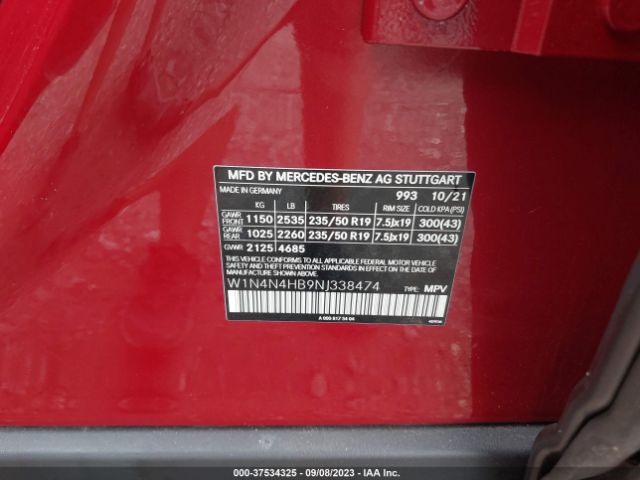 MFD BY MERCEDES-BENZ AG STUTTGART
MADE IN GERMANY 993 10/21
KG LB TIRES RIM SIZE COLD KPA (PSI)
GAWR FRONT 1150 2535 235/50 R19 7.5Jx19 300(43)
GAWR REAR 1025 2260 235/50 R19 7.5Jx19 300(43)
GVWR 2125 4685
THIS VEHICLE CONFORMS TO ALL APPLICABLE FEDERAL MOTOR VEHICLE
SAFETY AND THEFT PREVENTION STANDARDS IN EFFECT ON THE DATE OF
MANUFACTURE SHOWN ABOVE.
W1N4N4HB9NJ338474 TYPE: MPV
A 000 817 54 04
000-37534325 - 09/08/2023 - IAA Inc.